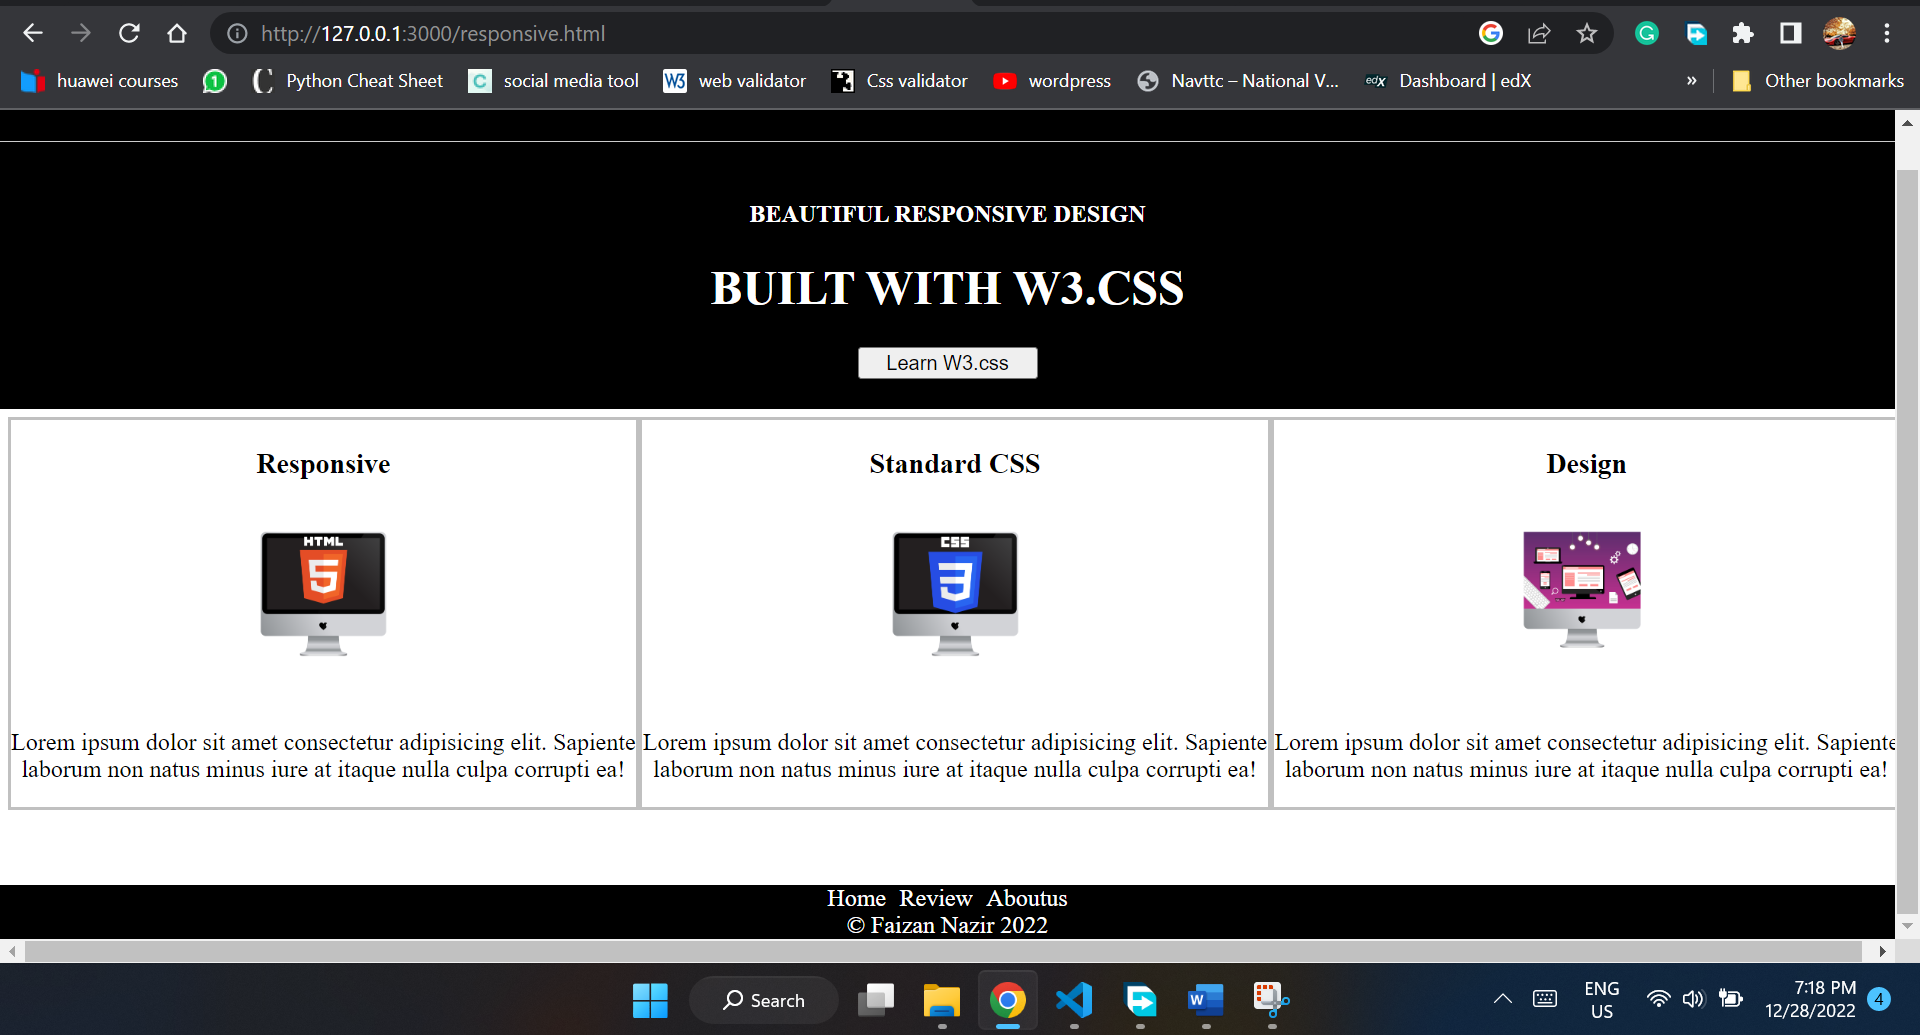 http://127.0.0.1:3000/responsive.html
huawei courses
1
Python Cheat Sheet
C
social media tool
W3
web validator
Css validator
wordpress
Navttc – National V...
edX
Dashboard | edX
»
Other bookmarks
BEAUTIFUL RESPONSIVE DESIGN
BUILT WITH W3.CSS
Learn W3.css
Responsive
Standard CSS
Design
HTML
5
CSS
3
Lorem ipsum dolor sit amet consectetur adipisicing elit. Sapiente
laborum non natus minus iure at itaque nulla culpa corrupti ea!
Lorem ipsum dolor sit amet consectetur adipisicing elit. Sapiente
laborum non natus minus iure at itaque nulla culpa corrupti ea!
Lorem ipsum dolor sit amet consectetur adipisicing elit. Sapiente
laborum non natus minus iure at itaque nulla culpa corrupti ea!
Home Review Aboutus
© Faizan Nazir 2022
Search
W
ENG
US
7:18 PM
12/28/2022
4